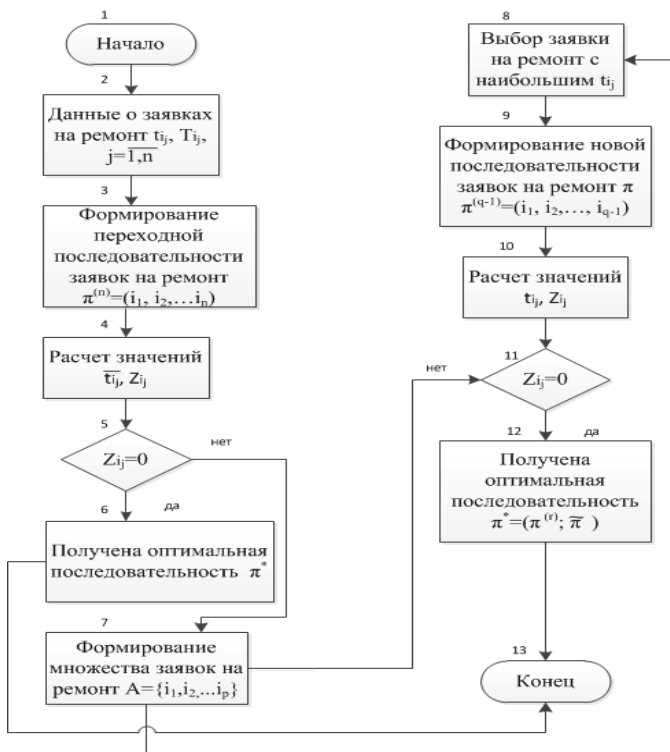 1
Начало
2
Данные о заявках
на ремонт tij, Tij,
j=1,n
3
Формирование
переходной
последовательности
заявок на ремонт
π(n)=(i1, i2,…in)
4
Расчет значений
tij, Zij
5
Zij=0
нет
да
6
Получена оптимальная
последовательность π*
7
Формирование
множества заявок на
ремонт A={i1,i2,...ip}
8
Выбор заявки
на ремонт с
наибольшим tij
9
Формирование новой
последовательности
заявок на ремонт π
π(q-1)=(i1, i2,…, iq-1)
10
Расчет значений
tij, Zij
11
нет
Zij=0
12
да
Получена
оптимальная
последовательность
π*=(π(r); π̃ )
13
Конец